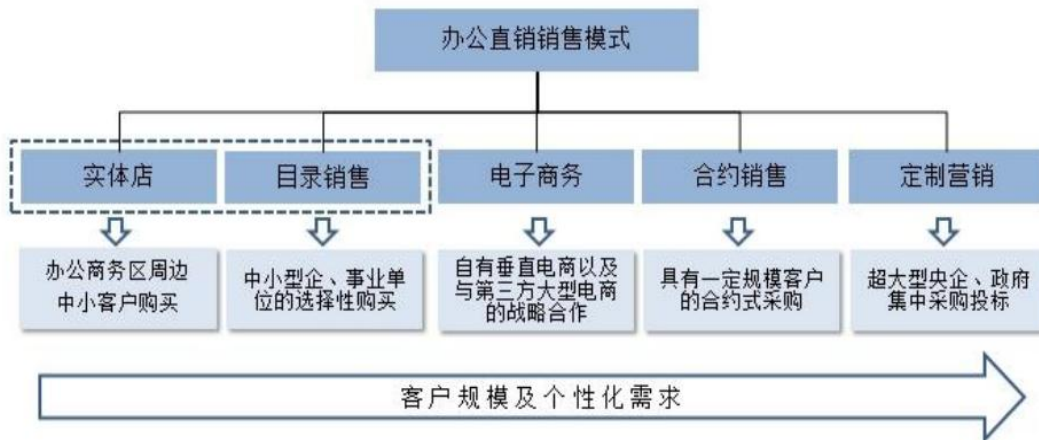 办公直销销售模式
实体店
目录销售
电子商务
合约销售
定制营销
办公商务区周边
中小客户购买
中小型企、事业单
位的选择性购买
自有垂直电商以及
与第三方大型电商
的战略合作
具有一定规模客户
的合约式采购
超大型央企、政府
集中采购投标
客户规模及个性化需求